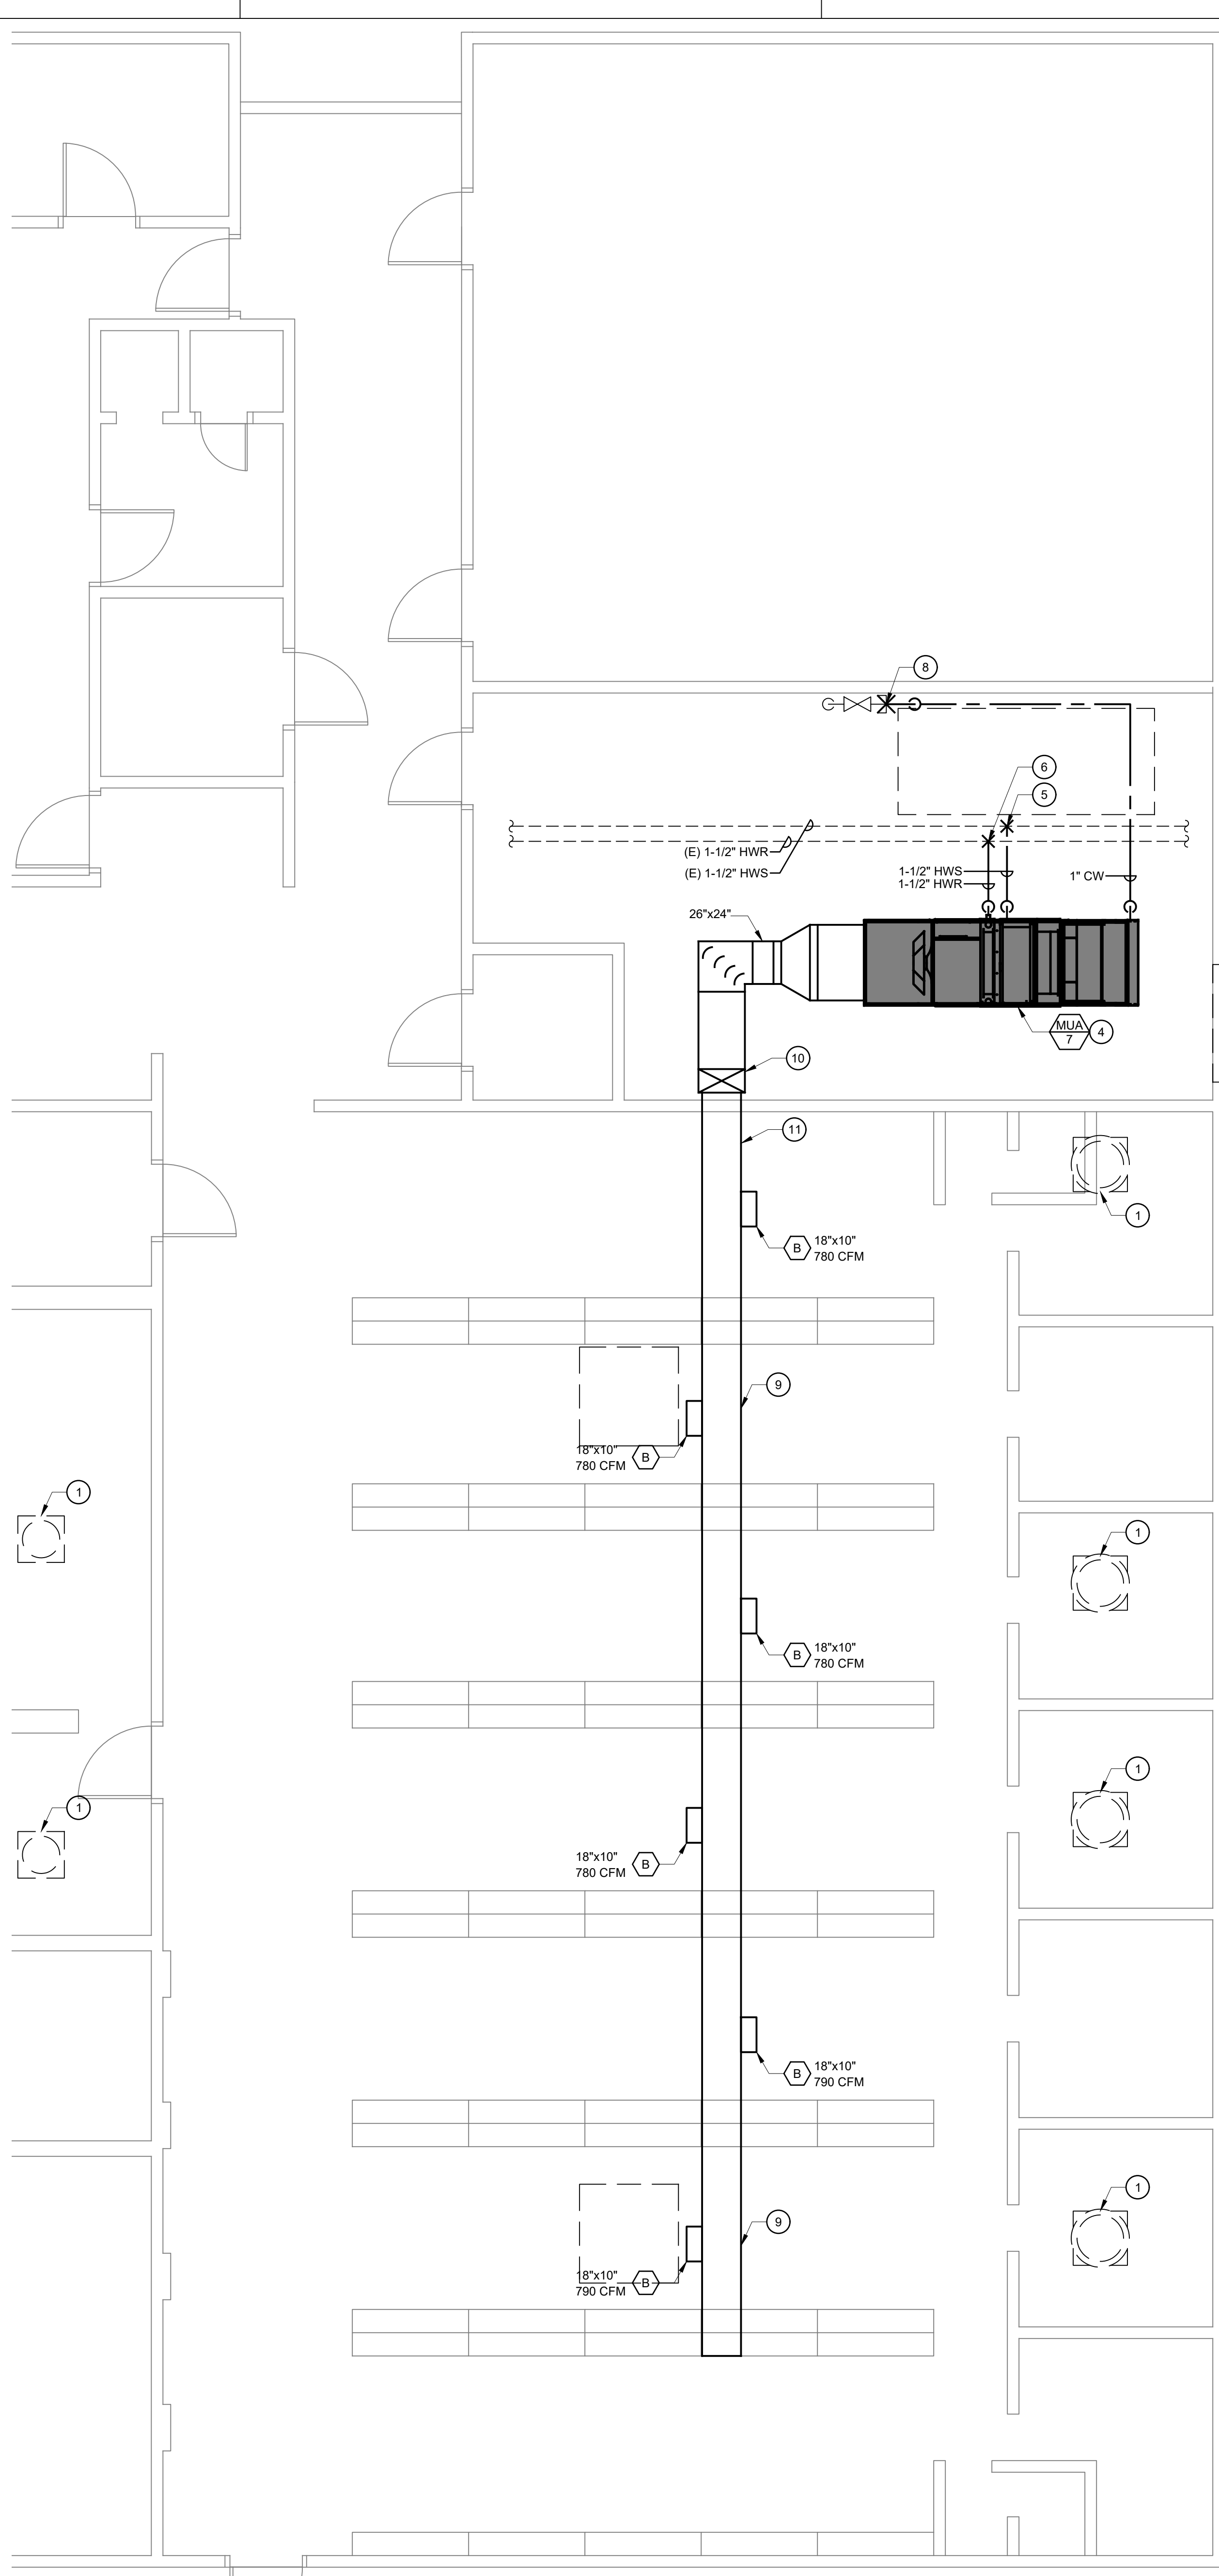 8
6
5
(E) 1-1/2" HWR
(E) 1-1/2" HWS
1-1/2" HWS
1-1/2" HWR
1" CW
26"x24"
MUA
7
4
10
11
1
B
18"x10"
780 CFM
9
18"x10"
780 CFM
B
1
1
B
18"x10"
780 CFM
1
1
18"x10"
780 CFM
B
B
18"x10"
790 CFM
1
9
18"x10"
790 CFM
B